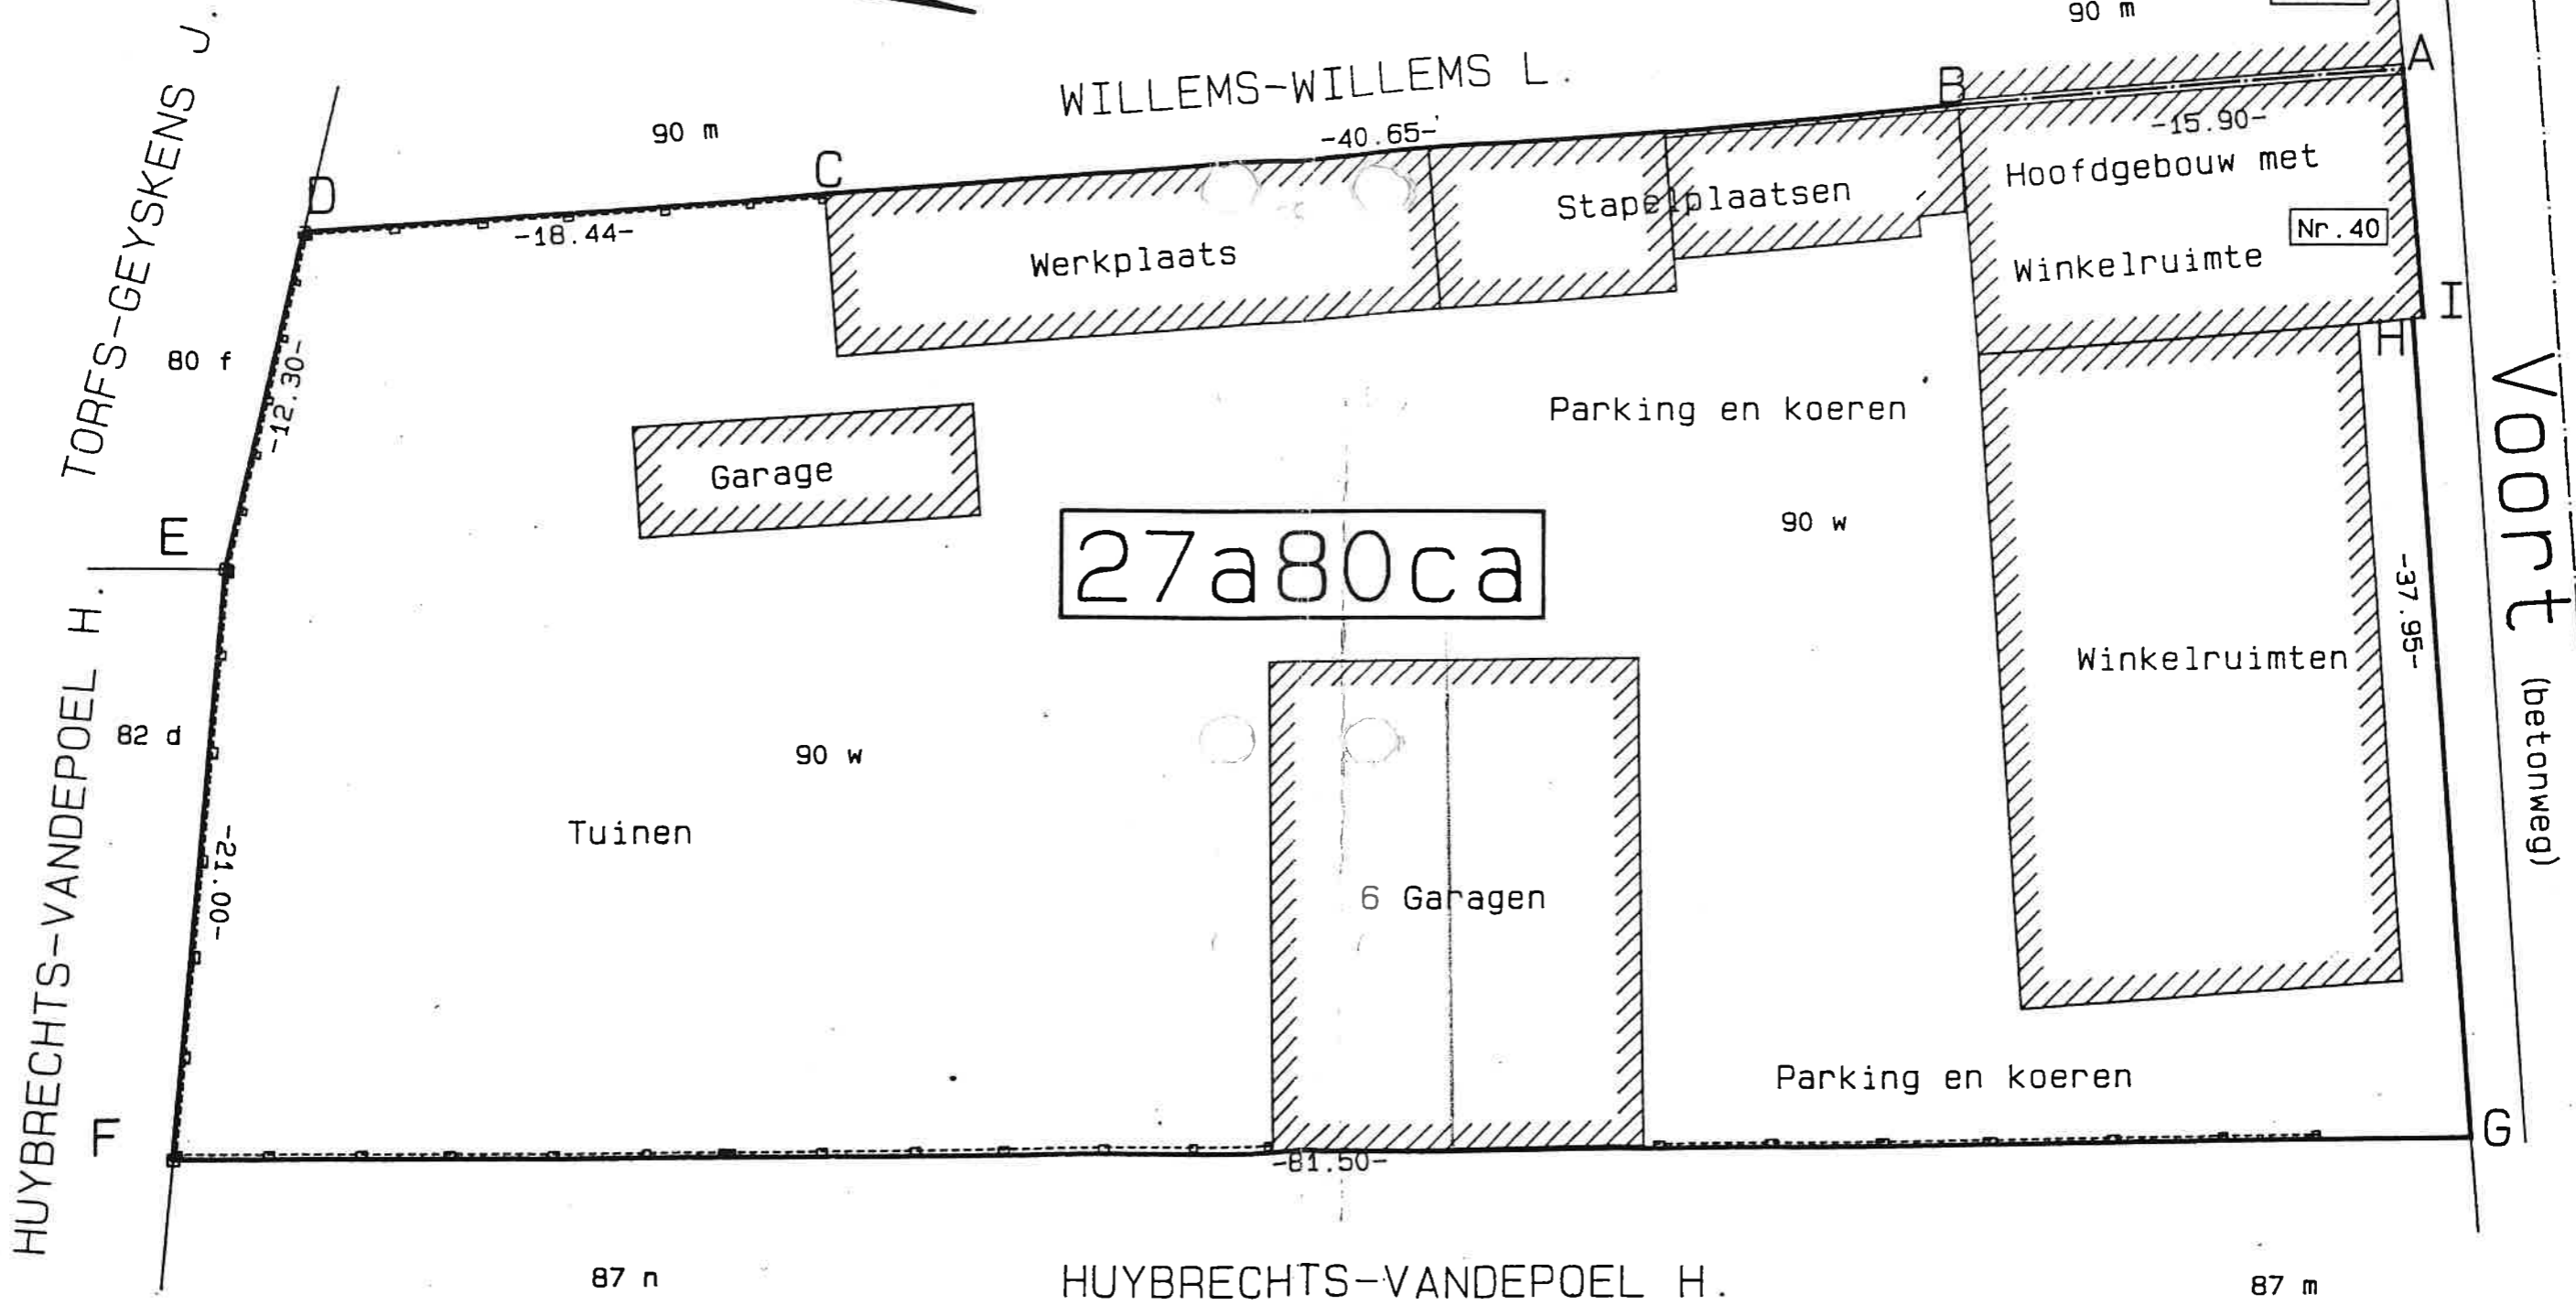 90 m
TORFS-GEYSKENS J.
WILLEMS-WILLEMS L.
90 m
-40.65-
A
B
-15.90-
C
D
-18.44-
Hoofdgebouw met
Stapelplaatsen
Nr.40
Werkplaats
Winkelruimte
I
H
80 f
-12.30-
Parking en koeren
Voort
(betonweg)
Garage
E
27a80ca
90 w
-37.95-
HUYBRECHTS-VANDEPOEL H.
82 d
Winkelruimten
90 w
Tuinen
-21.00-
6 Garagen
Parking en koeren
F
G
-81.50-
87 n
HUYBRECHTS-VANDEPOEL H.
87 m